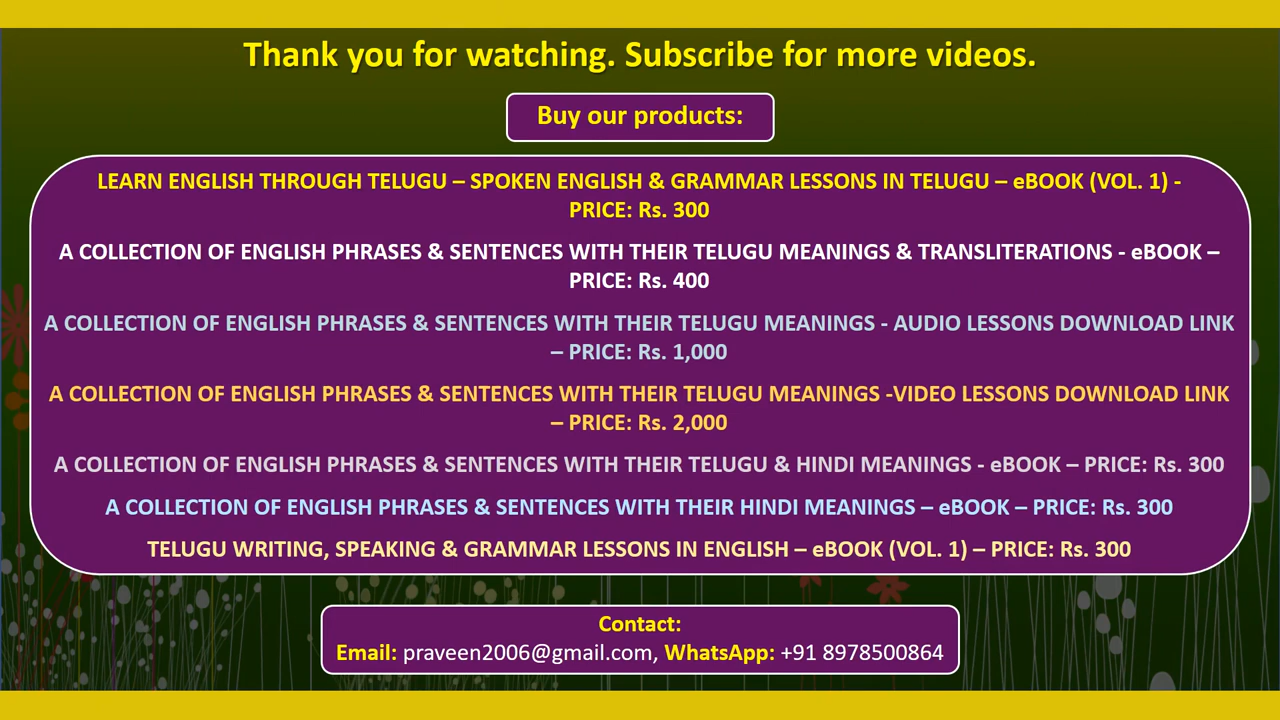 Thank you for watching. Subscribe for more videos.
Buy our products:
LEARN ENGLISH THROUGH TELUGU – SPOKEN ENGLISH & GRAMMAR LESSONS IN TELUGU – eBOOK (VOL. 1) -
PRICE: Rs. 300
A COLLECTION OF ENGLISH PHRASES & SENTENCES WITH THEIR TELUGU MEANINGS & TRANSLITERATIONS - eBOOK –
PRICE: Rs. 400
A COLLECTION OF ENGLISH PHRASES & SENTENCES WITH THEIR TELUGU MEANINGS - AUDIO LESSONS DOWNLOAD LINK
– PRICE: Rs. 1,000
A COLLECTION OF ENGLISH PHRASES & SENTENCES WITH THEIR TELUGU MEANINGS -VIDEO LESSONS DOWNLOAD LINK
– PRICE: Rs. 2,000
A COLLECTION OF ENGLISH PHRASES & SENTENCES WITH THEIR TELUGU & HINDI MEANINGS - eBOOK – PRICE: Rs. 300
A COLLECTION OF ENGLISH PHRASES & SENTENCES WITH THEIR HINDI MEANINGS – eBOOK – PRICE: Rs. 300
TELUGU WRITING, SPEAKING & GRAMMAR LESSONS IN ENGLISH – eBOOK (VOL. 1) – PRICE: Rs. 300
Contact:
Email: praveen2006@gmail.com, WhatsApp: +91 8978500864